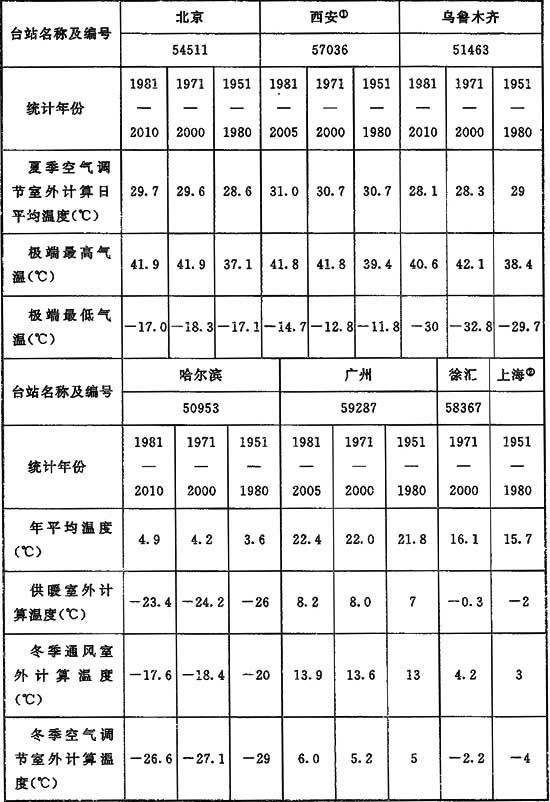 台站名称及编号 北京 西安① 乌鲁木齐
54511 57036 51463
统计年份 1981—2010 1971—2000 1951—1980 1981—2005 1971—2000 1951—1980 1981—2010 1971—2000 1951—1980
夏季空气调
节室外计算日 29.7 29.6 28.6 31.0 30.7 30.7 28.1 28.3 29
平均温度(℃)
极端最高气
温(℃) 41.9 41.9 37.1 41.8 41.8 39.4 40.6 42.1 38.4
极端最低气
温(℃) －17.0 －18.3 －17.1 －14.7 －12.8 －11.8 －30 －32.8 －29.7
台站名称及编号 哈尔滨 广州 徐汇 上海②
50953 59287 58367
统计年份 1981—2010 1971—2000 1951—1980 1981—2005 1971—2000 1951—1980 1971—2000 1951—1980
年平均温度
(℃) 4.9 4.2 3.6 22.4 22.0 21.8 16.1 15.7
供暖室外计
算温度(℃) －23.4 －24.2 －26 8.2 8.0 7 －0.3 －2
冬季通风室
外计算温度 －17.6 －18.4 －20 13.9 13.6 13 4.2 3
(℃)
冬季空气调
节室外计算温 －26.6 －27.1 －29 6.0 5.2 5 －2.2 －4
度(℃)